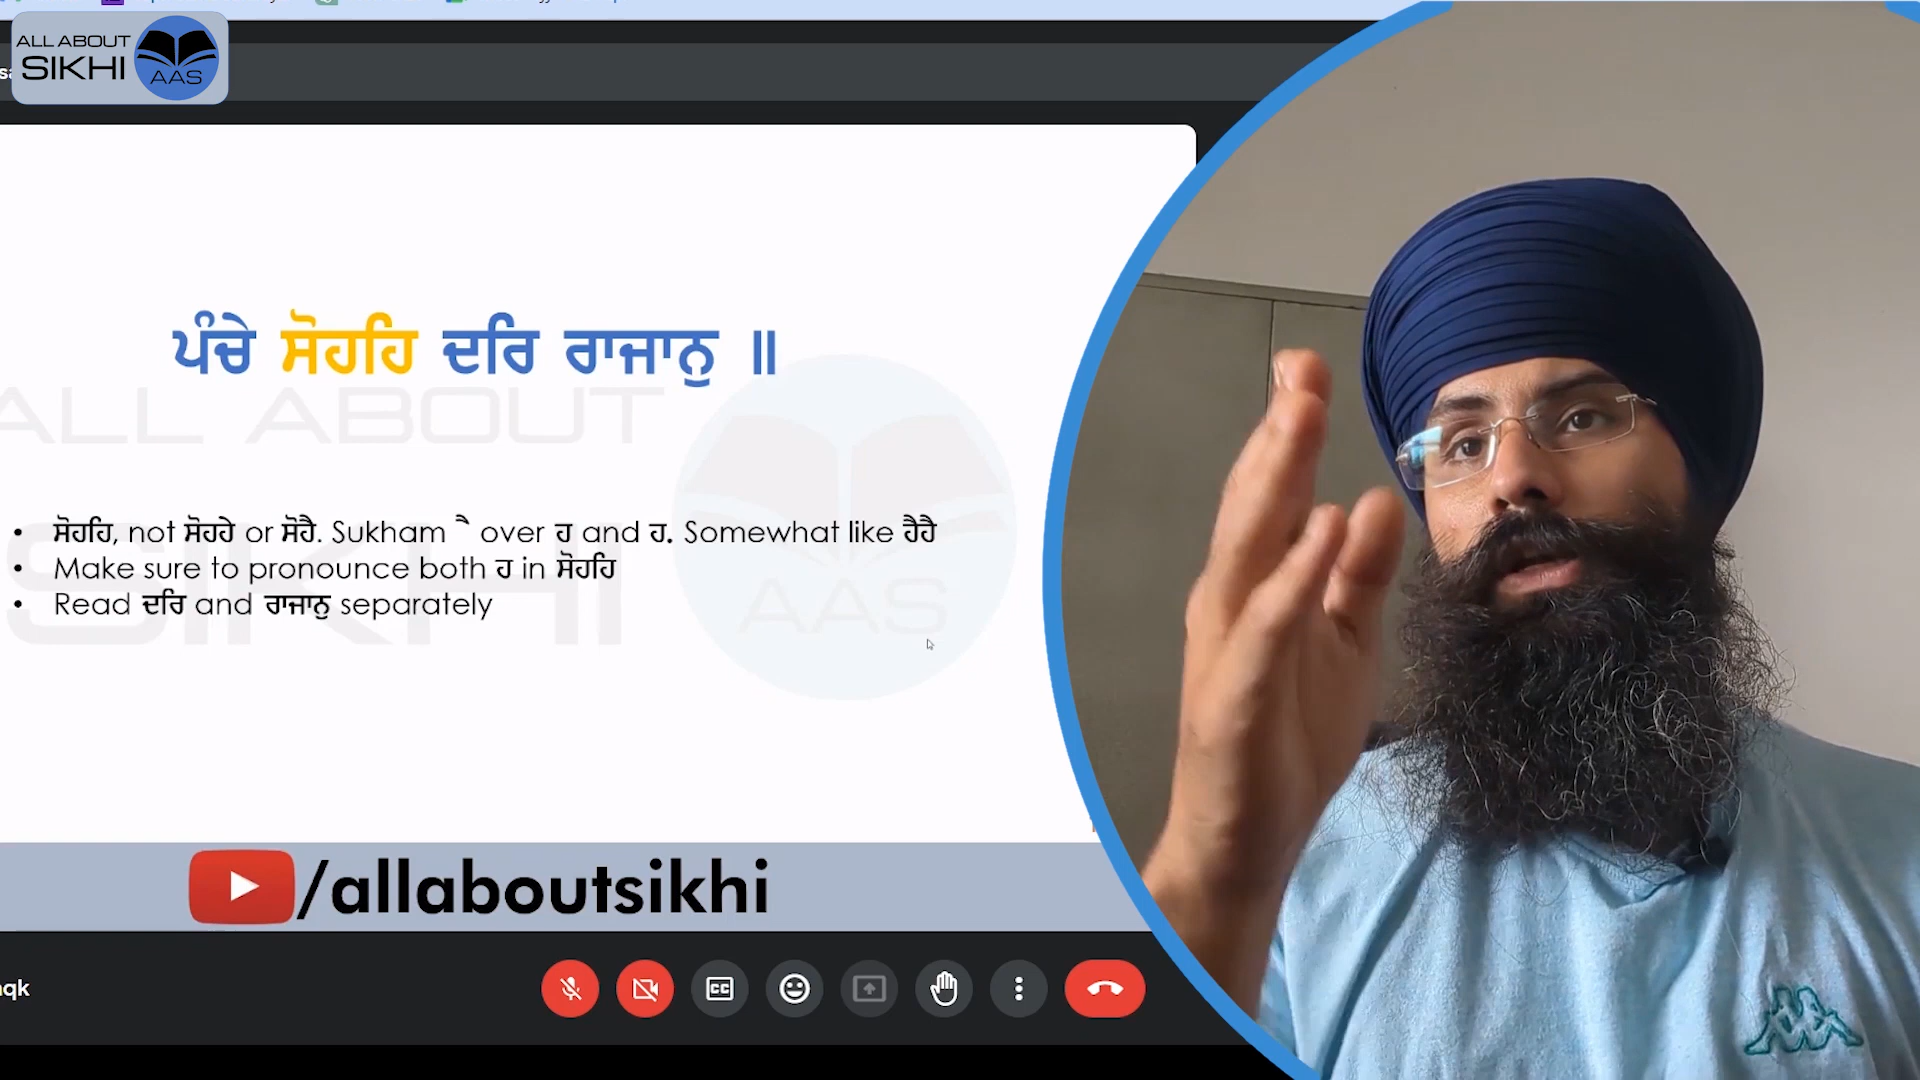 ALL ABOUT
SIKHI
AAS
ਪੰਚੇ ਸੋਹਹਿ ਦਰਿ ਰਾਜਾਨੁ ॥
ALL ABOUT
SIKHI
AAS
• ਸੋਹਹਿ, not ਸੋਹਹੇ or ਸੋਹੈ. Sukham ੈ over ਹ and ਹ. Somewhat like ਹੈਹੈ
• Make sure to pronounce both ਹ in ਸੋਹਹਿ
• Read ਦਰਿ and ਰਾਜਾਨੁ separately
/allaboutsikhi
CC